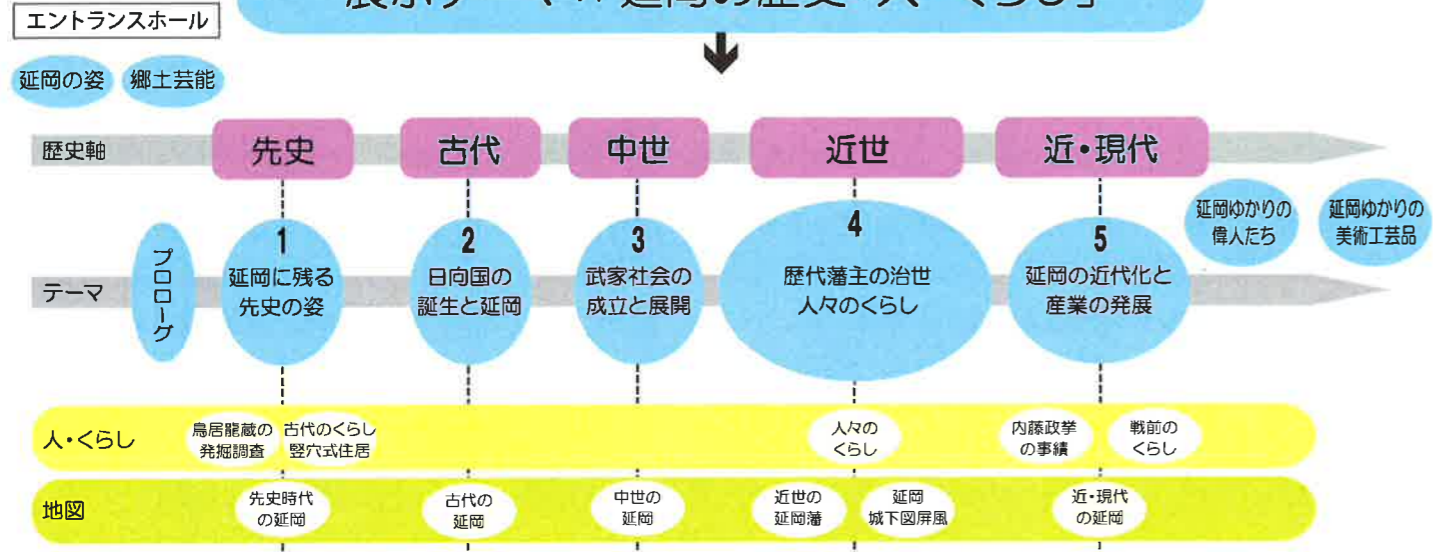 エントランスホール
延岡の姿
郷土芸能
歴史軸
先史
古代
中世
近世
近・現代
延岡ゆかりの
偉人たち
延岡ゆかりの
美術工芸品
テーマ
プロローグ
1
延岡に残る
先史の姿
2
日向国の
誕生と延岡
3
武家社会の
成立と展開
4
歴代藩主の治世
人々のくらし
5
延岡の近代化と
産業の発展
人・くらし
鳥居龍蔵の
発掘調査
古代のくらし
竪穴式住居
人々の
くらし
内藤政挙
の事績
戦前の
くらし
地図
先史時代
の延岡
古代の
延岡
中世の
延岡
近世の
延岡藩
延岡
城下図屏風
近・現代
の延岡